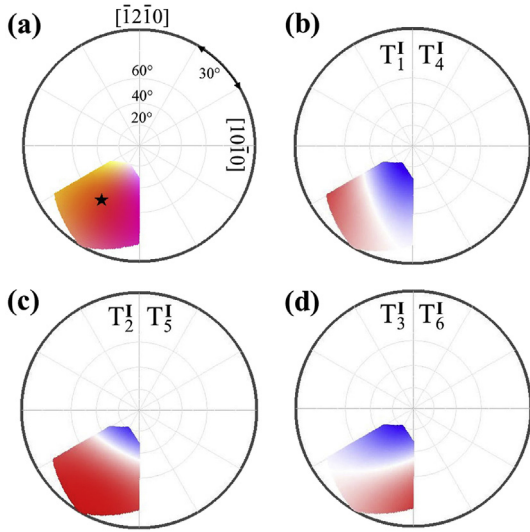 (a)
[1̄21̄0]
60°
40°
20°
30°
[101̄0]
(b)
T₁ᴵ T₄ᴵ
(c)
T₂ᴵ T₅ᴵ
(d)
T₃ᴵ T₆ᴵ